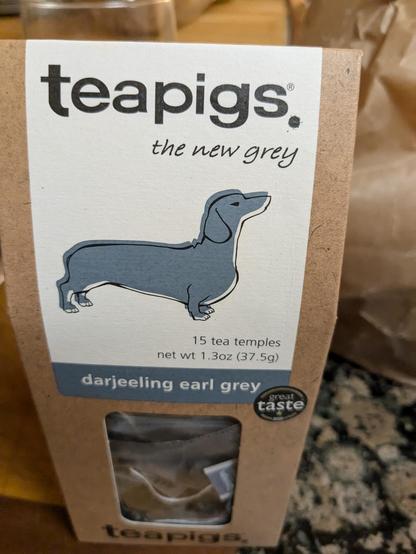 teapigs®.
the new grey
15 tea temples
net wt 1.3oz (37.5g)
darjeeling earl grey
great
taste
teapigs.